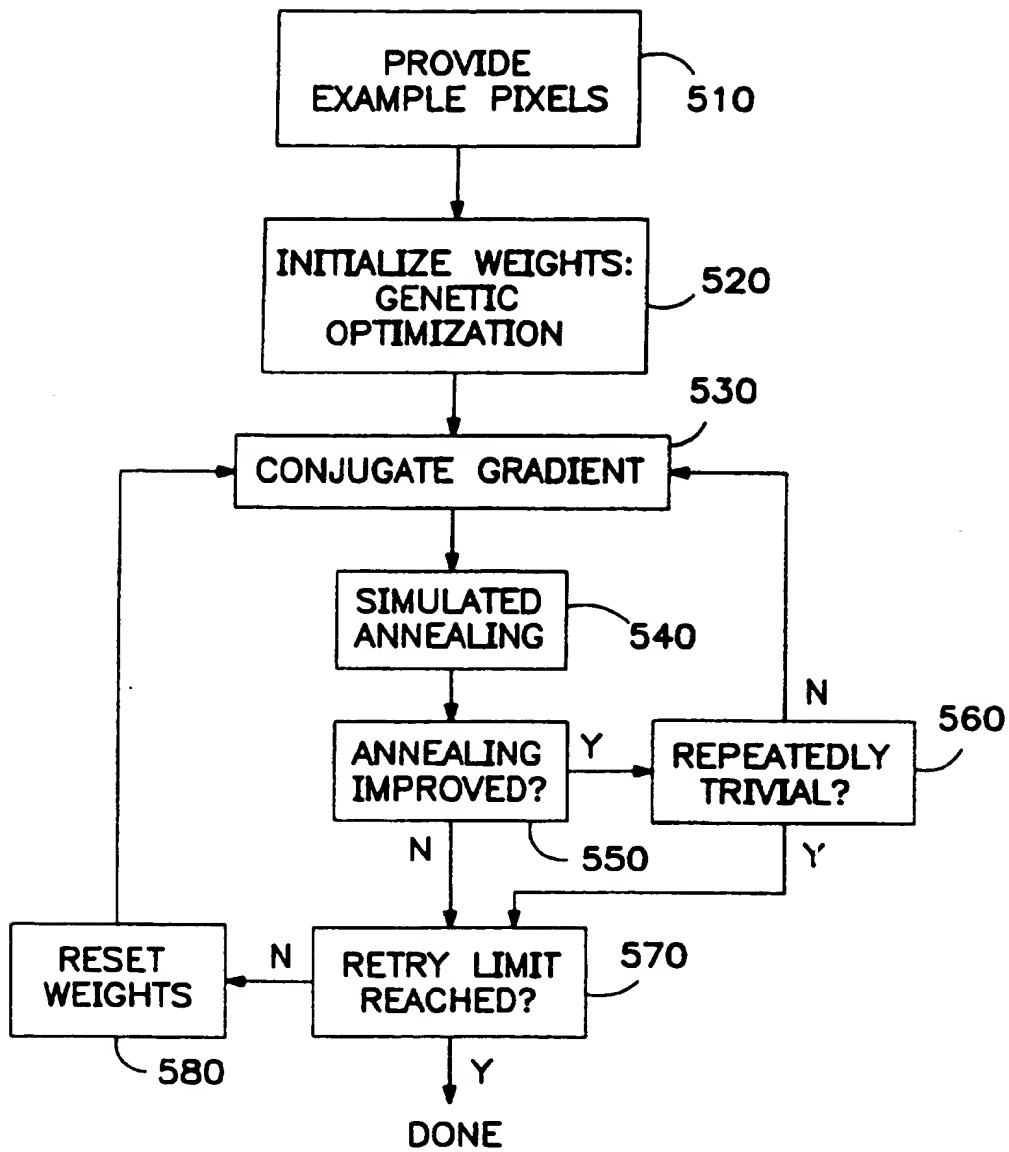 PROVIDE
EXAMPLE PIXELS
510
INITIALIZE WEIGHTS:
GENETIC
OPTIMIZATION
520
530
CONJUGATE GRADIENT
SIMULATED
ANNEALING
540
ANNEALING
IMPROVED?
Y
N
550
REPEATEDLY
TRIVIAL?
N
560
Y
RETRY LIMIT
REACHED?
570
N
RESET
WEIGHTS
580
Y
DONE